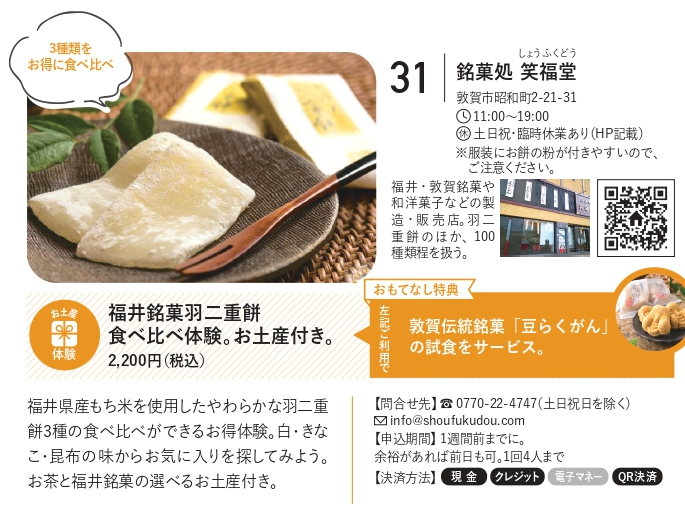 3種類を
お得に食べ比べ
31
しょうふくどう
銘菓処 笑福堂
敦賀市昭和町2-21-31
11:00〜19:00
休 土日祝・臨時休業あり(HP記載)
※服装にお餅の粉が付きやすいので、
ご注意ください。
福井・敦賀銘菓や
和洋菓子などの製
造・販売店。羽二
重餅のほか、100
種類程を扱う。
お土産
体験
福井銘菓羽二重餅
食べ比べ体験。お土産付き。
2,200円(税込)
おもてなし特典
左記ご利用で
敦賀伝統銘菓「豆らくがん」
の試食をサービス。
福井県産もち米を使用したやわらかな羽二重
餅3種の食べ比べができるお得体験。白・きな
こ・昆布の味からお気に入りを探してみよう。
お茶と福井銘菓の選べるお土産付き。
【問合せ先】☎0770-22-4747(土日祝日を除く)
info@shoufukudou.com
【申込期間】1週間前までに。
余裕があれば前日も可。1回4人まで
【決済方法】 現金 クレジット 電子マネー QR決済